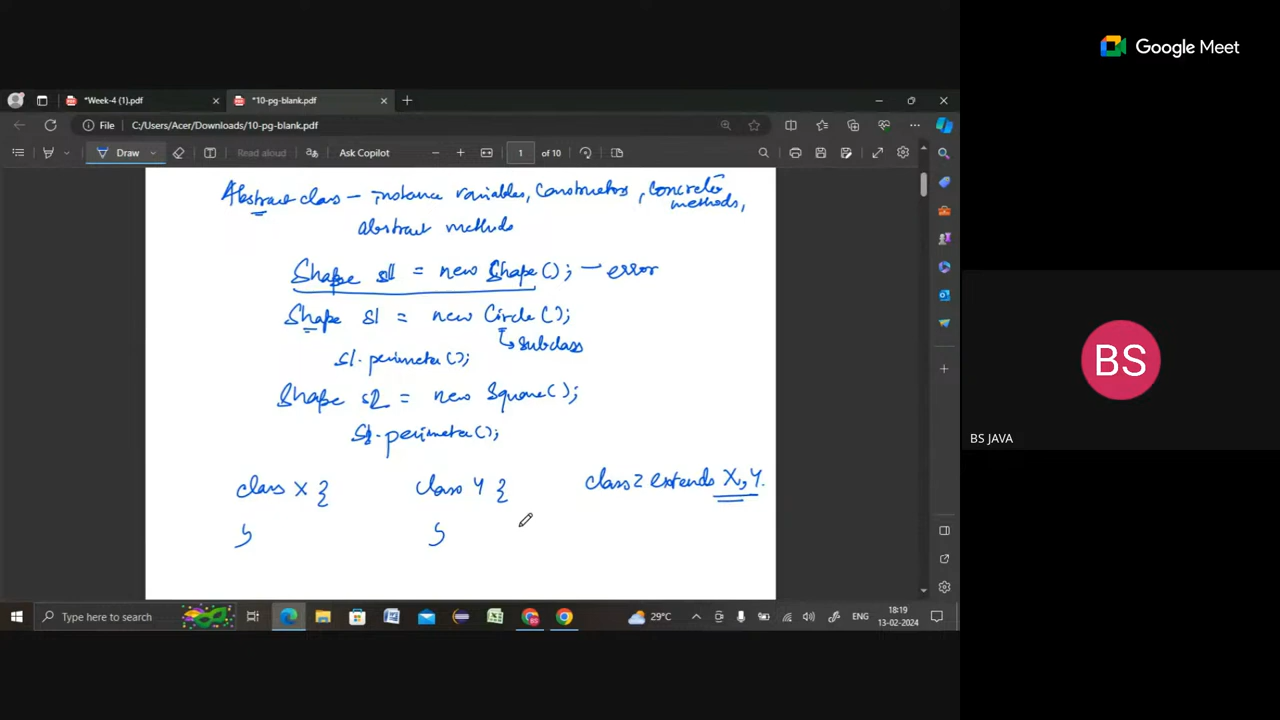 Google Meet
*Week-4 (1).pdf
*10-pg-blank.pdf
File
C:/Users/Acer/Downloads/10-pg-blank.pdf
Draw
Read aloud
Ask Copilot
1
of 10
Abstract class – instance variables, constructors, concrete
methods,
abstract methods
Shape s1 = new Shape(); – error
Shape s1 = new Circle();
subclass
s1.perimeter();
Shape s2 = new Square();
s2.perimeter();
class X {
class Y {
class Z extends X, Y.
}
}
BS
BS JAVA
Type here to search
29°C
ENG
18:19
13-02-2024